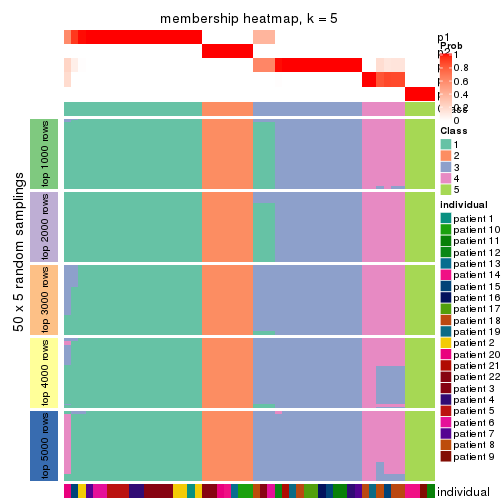 membership heatmap, k = 5
p1
Prob
1
0.8
0.6
0.4
0.2
0
Class
1
2
3
4
5
50 x 5 random samplings
top 1000 rows
top 2000 rows
top 3000 rows
top 4000 rows
top 5000 rows
individual
patient 1
patient 10
patient 11
patient 12
patient 13
patient 14
patient 15
patient 16
patient 17
patient 18
patient 19
patient 2
patient 20
patient 21
patient 22
patient 3
patient 4
patient 5
patient 6
patient 7
patient 8
patient 9
individual